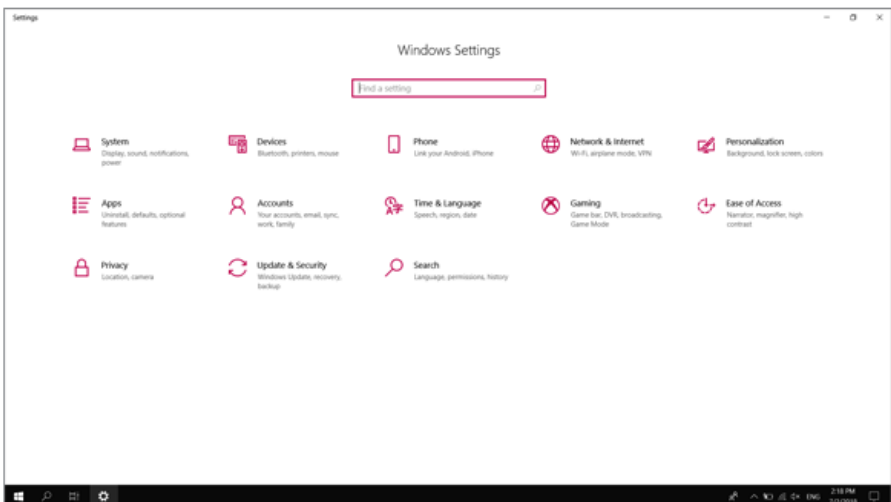 Settings
Windows Settings
Find a setting
System
Display, sound, notifications,
power
Devices
Bluetooth, printers, mouse
Phone
Link your Android, iPhone
Network & Internet
Wi-Fi, airplane mode, VPN
Personalization
Background, lock screen, colors
Apps
Uninstall, defaults, optional
features
Accounts
Your accounts, email, sync,
work, family
Time & Language
Speech, region, date
Gaming
Game bar, DVR, broadcasting,
Game Mode
Ease of Access
Narrator, magnifier, high
contrast
Privacy
Location, camera
Update & Security
Windows Update, recovery,
backup
Search
Language, permissions, history
ENG
2:18 PM